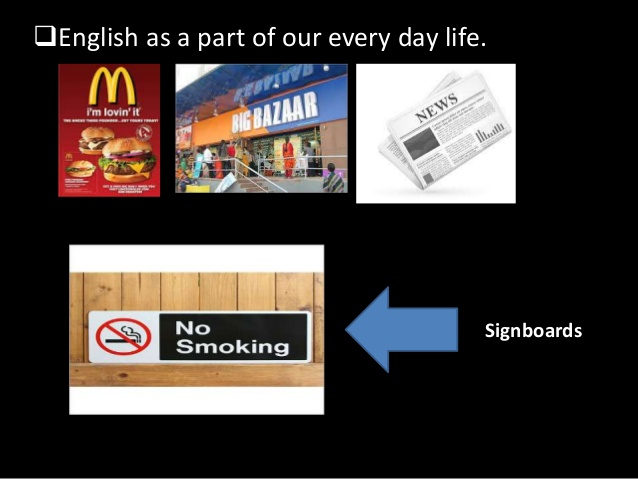 English as a part of our every day life.
i'm lovin' it
BIG BAZAAR
NEWS
No
Smoking
Signboards